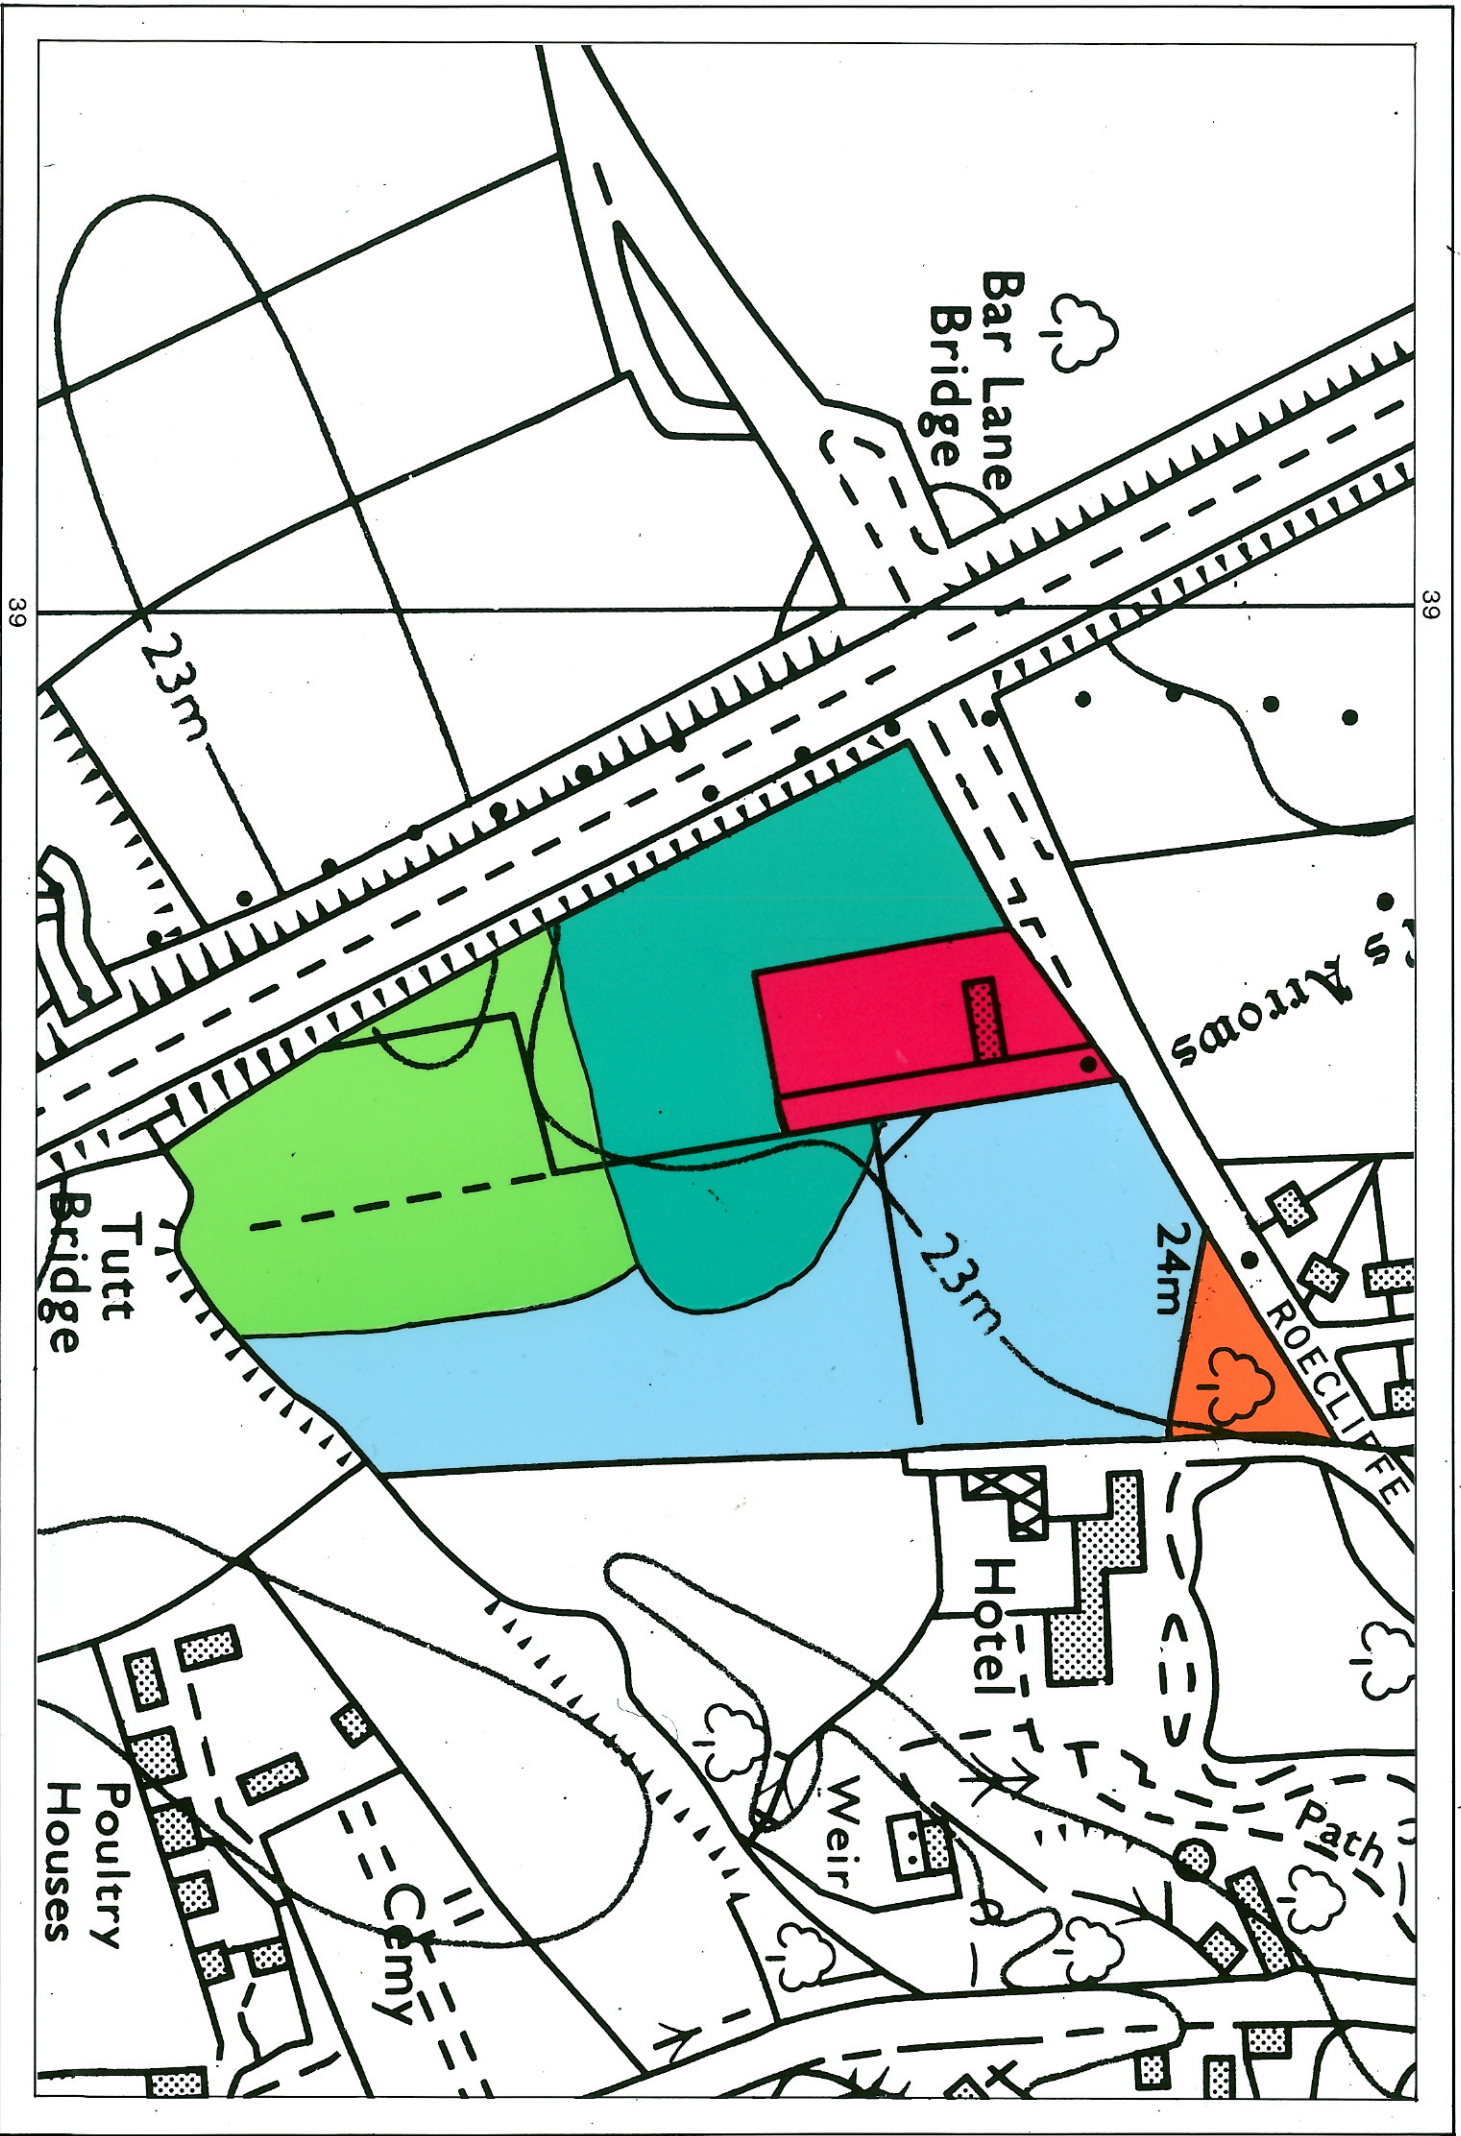 39
39
Bar Lane
Bridge
23m
's Arrows
24m
23m
ROECLIFFE
Tutt
Bridge
Hotel
Path
Weir
Poultry
Houses
Cemy